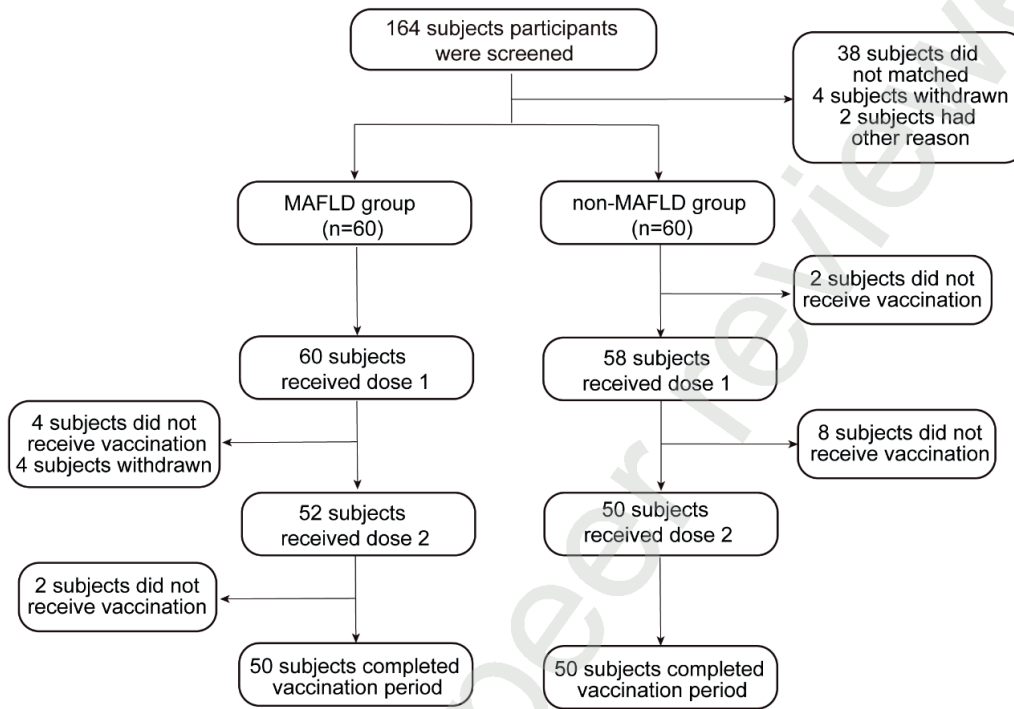 164 subjects participants
were screened
38 subjects did
not matched
4 subjects withdrawn
2 subjects had
other reason
MAFLD group
(n=60)
non-MAFLD group
(n=60)
2 subjects did not
receive vaccination
60 subjects
received dose 1
58 subjects
received dose 1
4 subjects did not
receive vaccination
4 subjects withdrawn
8 subjects did not
receive vaccination
52 subjects
received dose 2
50 subjects
received dose 2
2 subjects did not
receive vaccination
50 subjects completed
vaccination period
50 subjects completed
vaccination period
peer reviewe